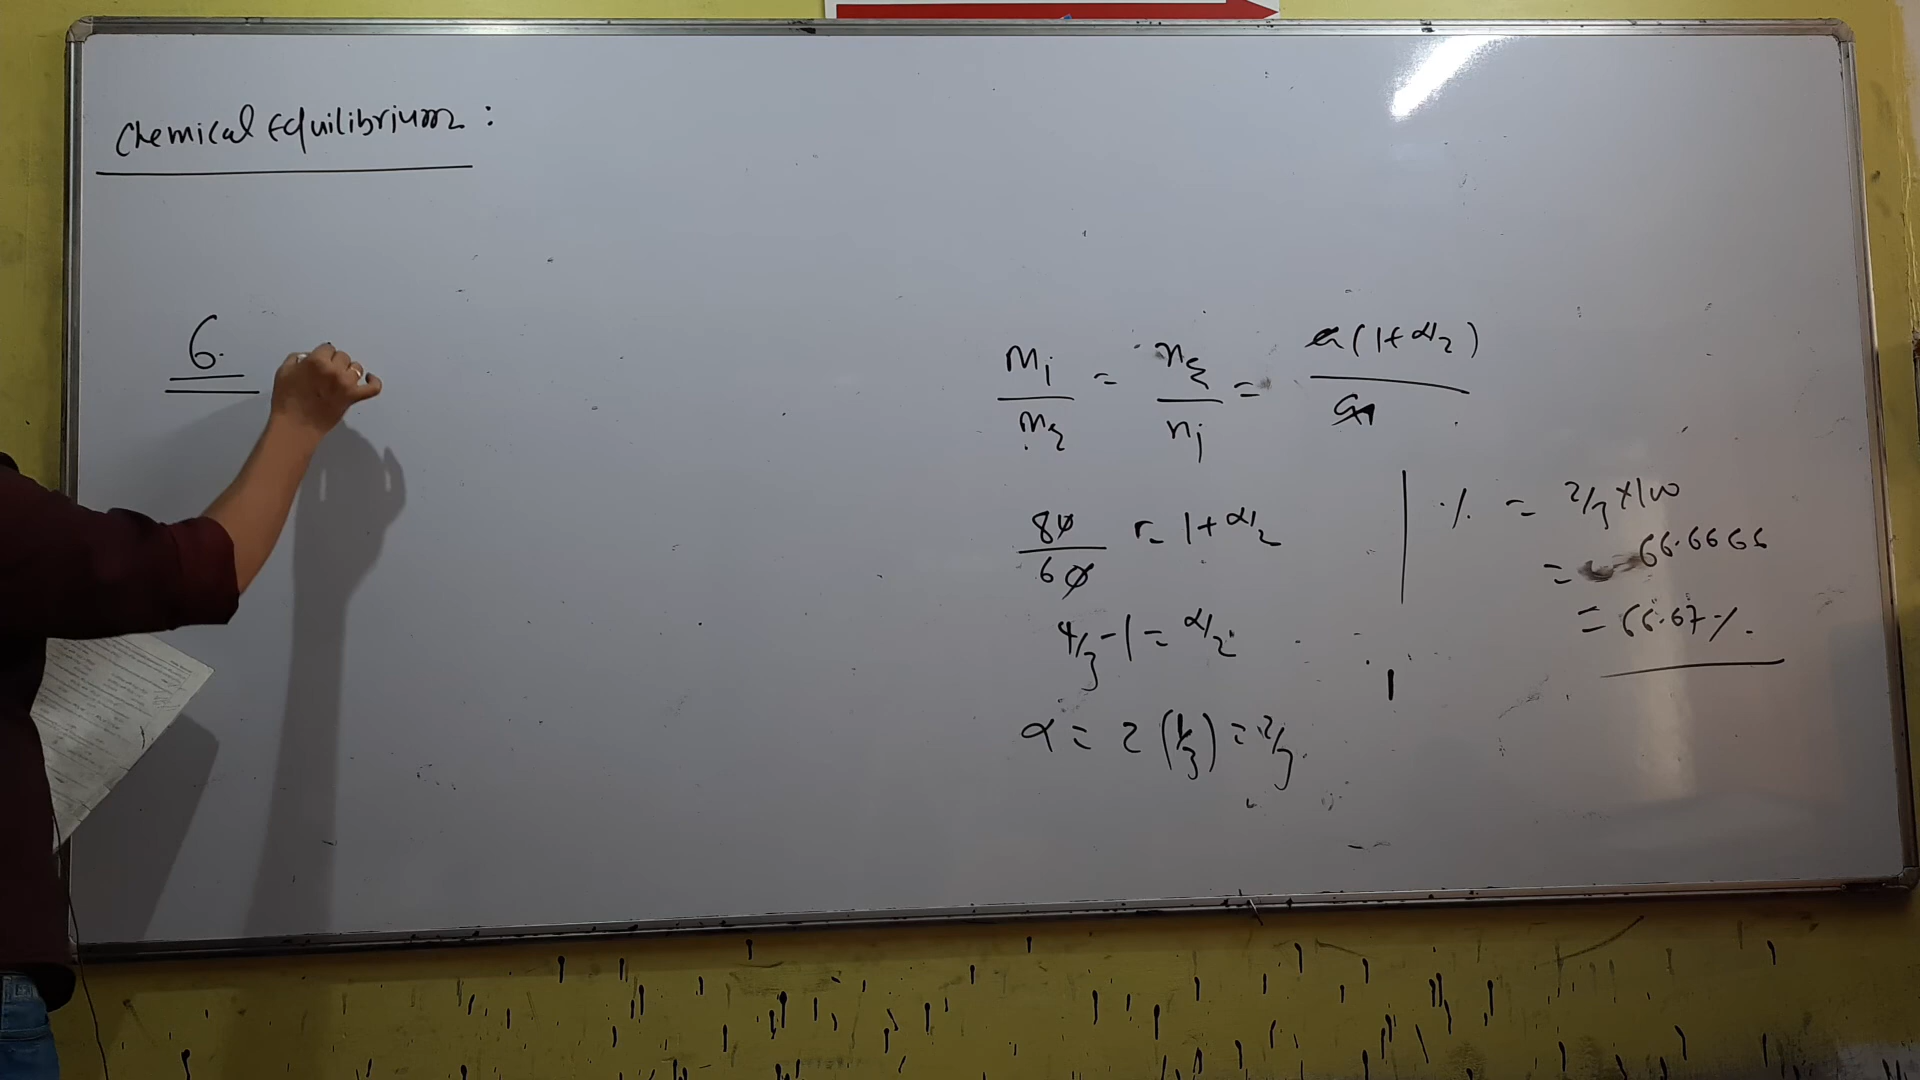 Chemical Equilibrium :
6.
M₁/M₂ = n₂/n₁ = a(1+α/2)/a
80/60 = 1+α/2
4/3 - 1 = α/2
α = 2(1/3) = 2/3
% = 2/3 × 100
= 66.6666
= 66.67 %.